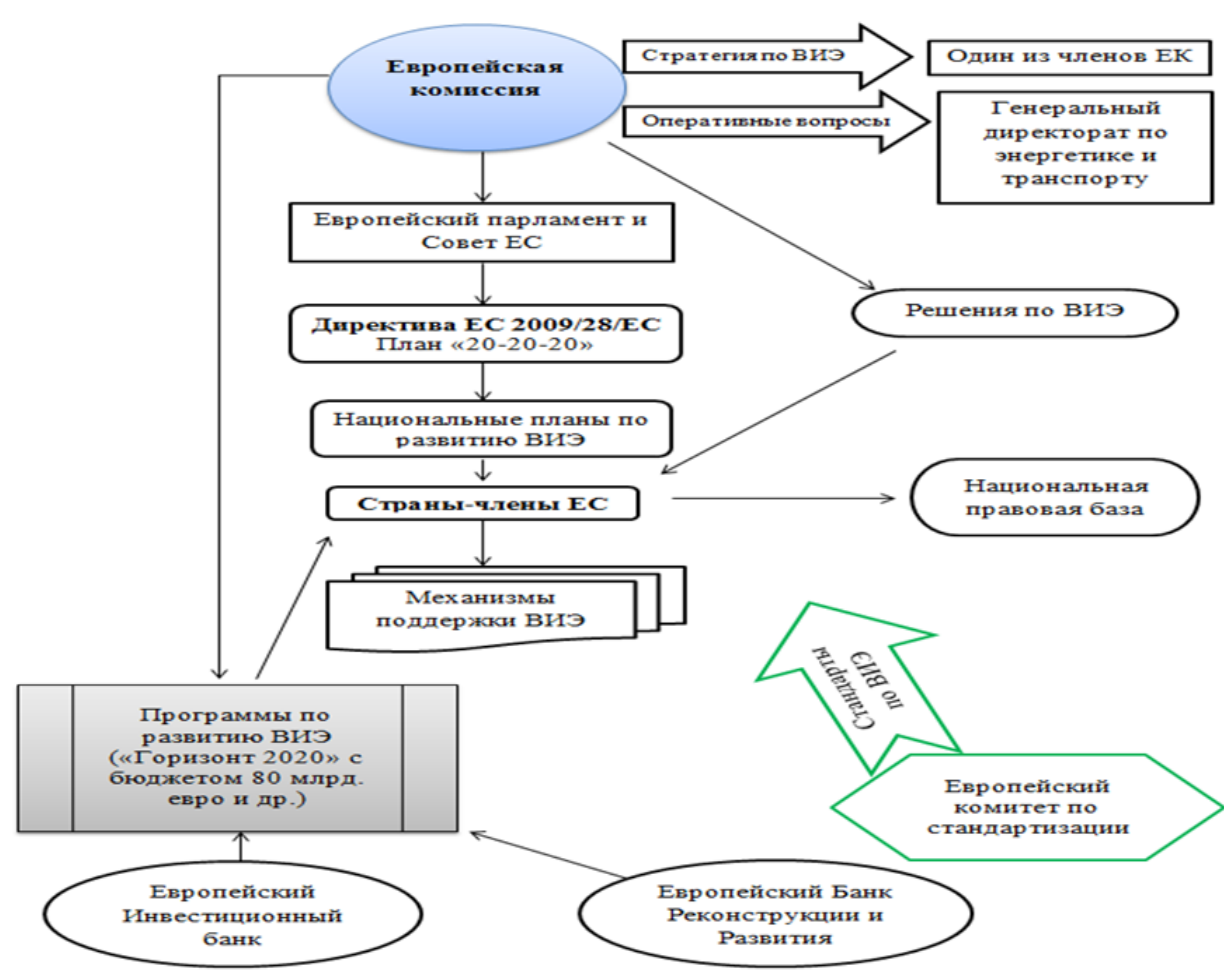 Европейская
комиссия
Стратегия по ВИЭ
Один из членов ЕК
Оперативные вопросы
Генеральный
директорат по
энергетике и
транспорту
Европейский парламент и
Совет ЕС
Директива ЕС 2009/28/ЕС
План «20-20-20»
Решения по ВИЭ
Национальные планы по
развитию ВИЭ
Страны-члены ЕС
Национальная
правовая база
Механизмы
поддержки ВИЭ
Стандарты
по ВИЭ
Программы по
развитию ВИЭ
(«Горизонт 2020» с
бюджетом 80 млрд.
евро и др.)
Европейский
комитет по
стандартизации
Европейский
Инвестиционный
банк
Европейский Банк
Реконструкции и
Развития